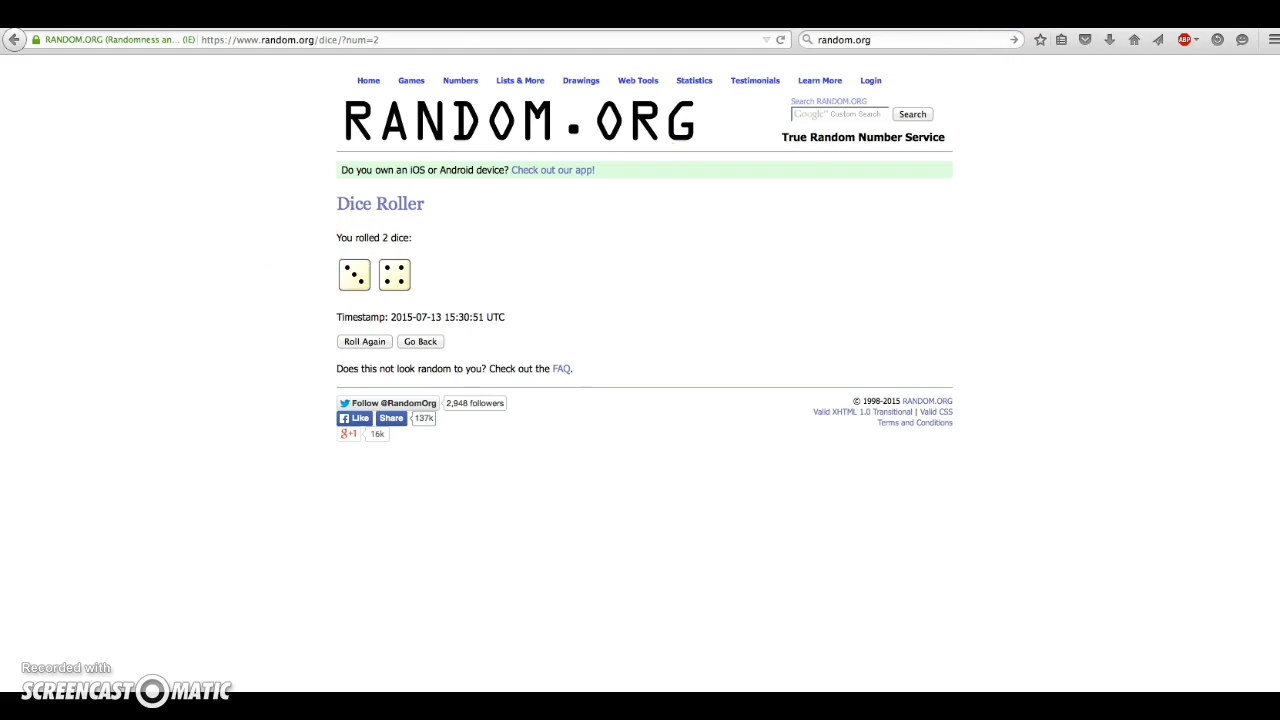 RANDOM.ORG (Randomness an... (IE) https://www.random.org/dice/?num=2 random.org ABP
Home Games Numbers Lists & More Drawings Web Tools Statistics Testimonials Learn More Login
RANDOM.ORG
Search RANDOM.ORG
Google™ Custom Search Search
True Random Number Service
Do you own an iOS or Android device? Check out our app!
Dice Roller
You rolled 2 dice:
Timestamp: 2015-07-13 15:30:51 UTC
Roll Again Go Back
Does this not look random to you? Check out the FAQ.
Follow @RandomOrg 2,948 followers
Like Share 137k
g+1 16k
© 1998-2015 RANDOM.ORG
Valid XHTML 1.0 Transitional | Valid CSS
Terms and Conditions
Recorded with
SCREENCAST-O-MATIC